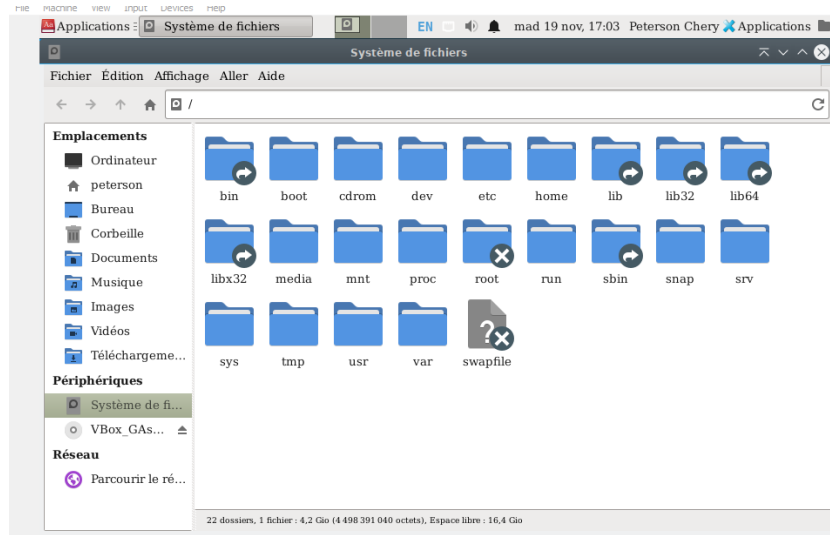 File Machine View Input Devices Help
Applications Système de fichiers EN mad 19 nov, 17:03 Peterson Chery Applications
Système de fichiers
Fichier Édition Affichage Aller Aide
/
Emplacements
Ordinateur
peterson
Bureau
Corbeille
Documents
Musique
Images
Vidéos
Téléchargeme...
Périphériques
Système de fi...
VBox_GAs...
Réseau
Parcourir le ré...
bin boot cdrom dev etc home lib lib32 lib64
libx32 media mnt proc root run sbin snap srv
sys tmp usr var swapfile
22 dossiers, 1 fichier : 4,2 Gio (4 498 391 040 octets), Espace libre : 16,4 Gio